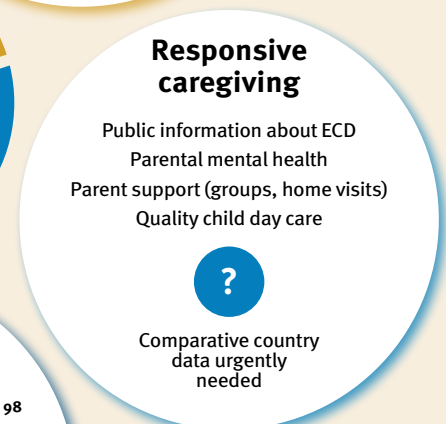 Responsive
caregiving
Public information about ECD
Parental mental health
Parent support (groups, home visits)
Quality child day care
?
Comparative country
data urgently
needed
98